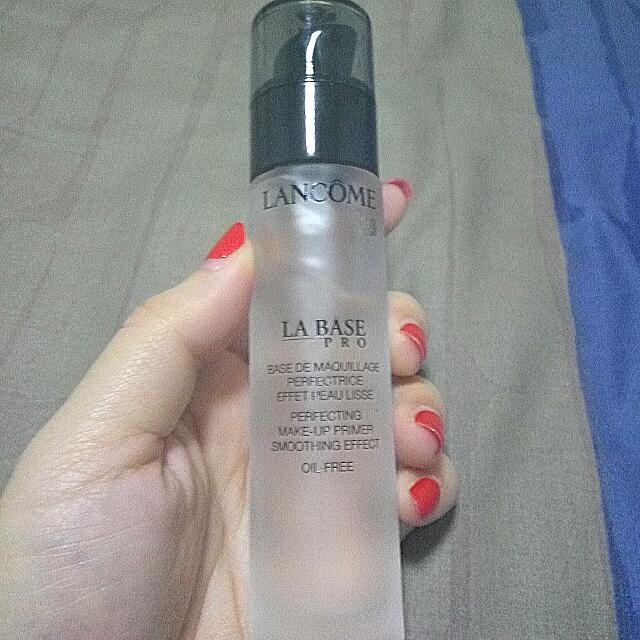 LANCÔME
LA BASE
PRO
BASE DE MAQUILLAGE
PERFECTRICE
EFFET PEAU LISSE
PERFECTING
MAKE-UP PRIMER
SMOOTHING EFFECT
OIL-FREE